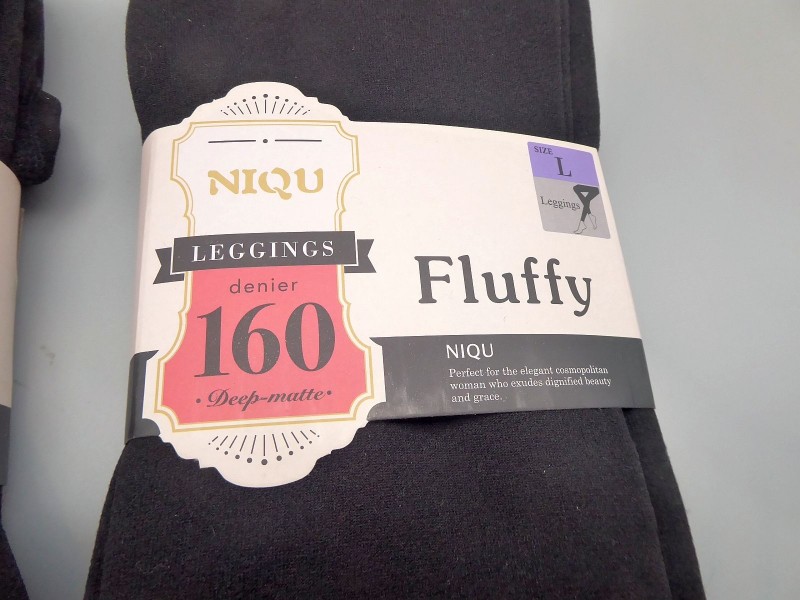 NIQU
LEGGINGS
denier
160
•Deep-matte•
SIZE
L
Leggings
Fluffy
NIQU
Perfect for the elegant cosmopolitan
woman who exudes dignified beauty
and grace.